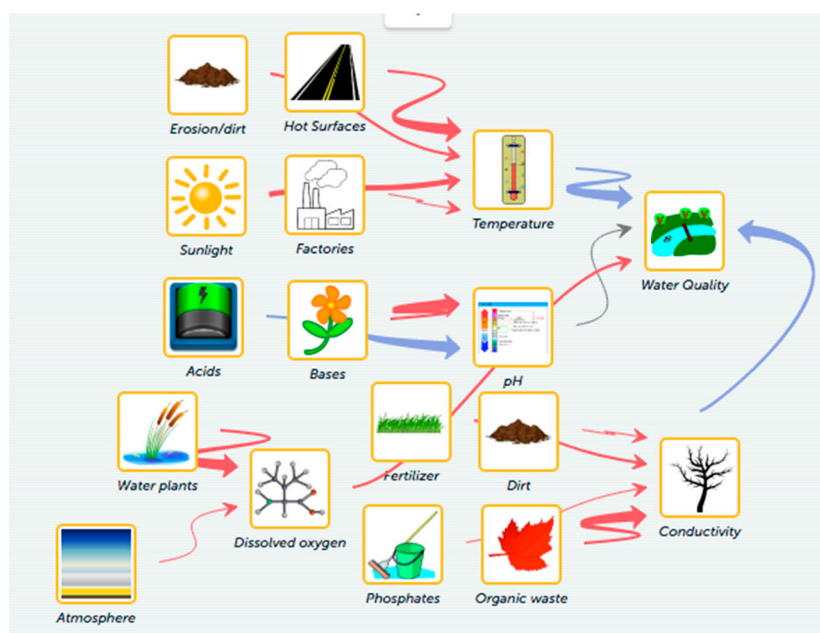 Erosion/dirt
Hot Surfaces
Temperature
Sunlight
Factories
Water Quality
Acids
Bases
pH
Water plants
Fertilizer
Dirt
Dissolved oxygen
Conductivity
Phosphates
Organic waste
Atmosphere